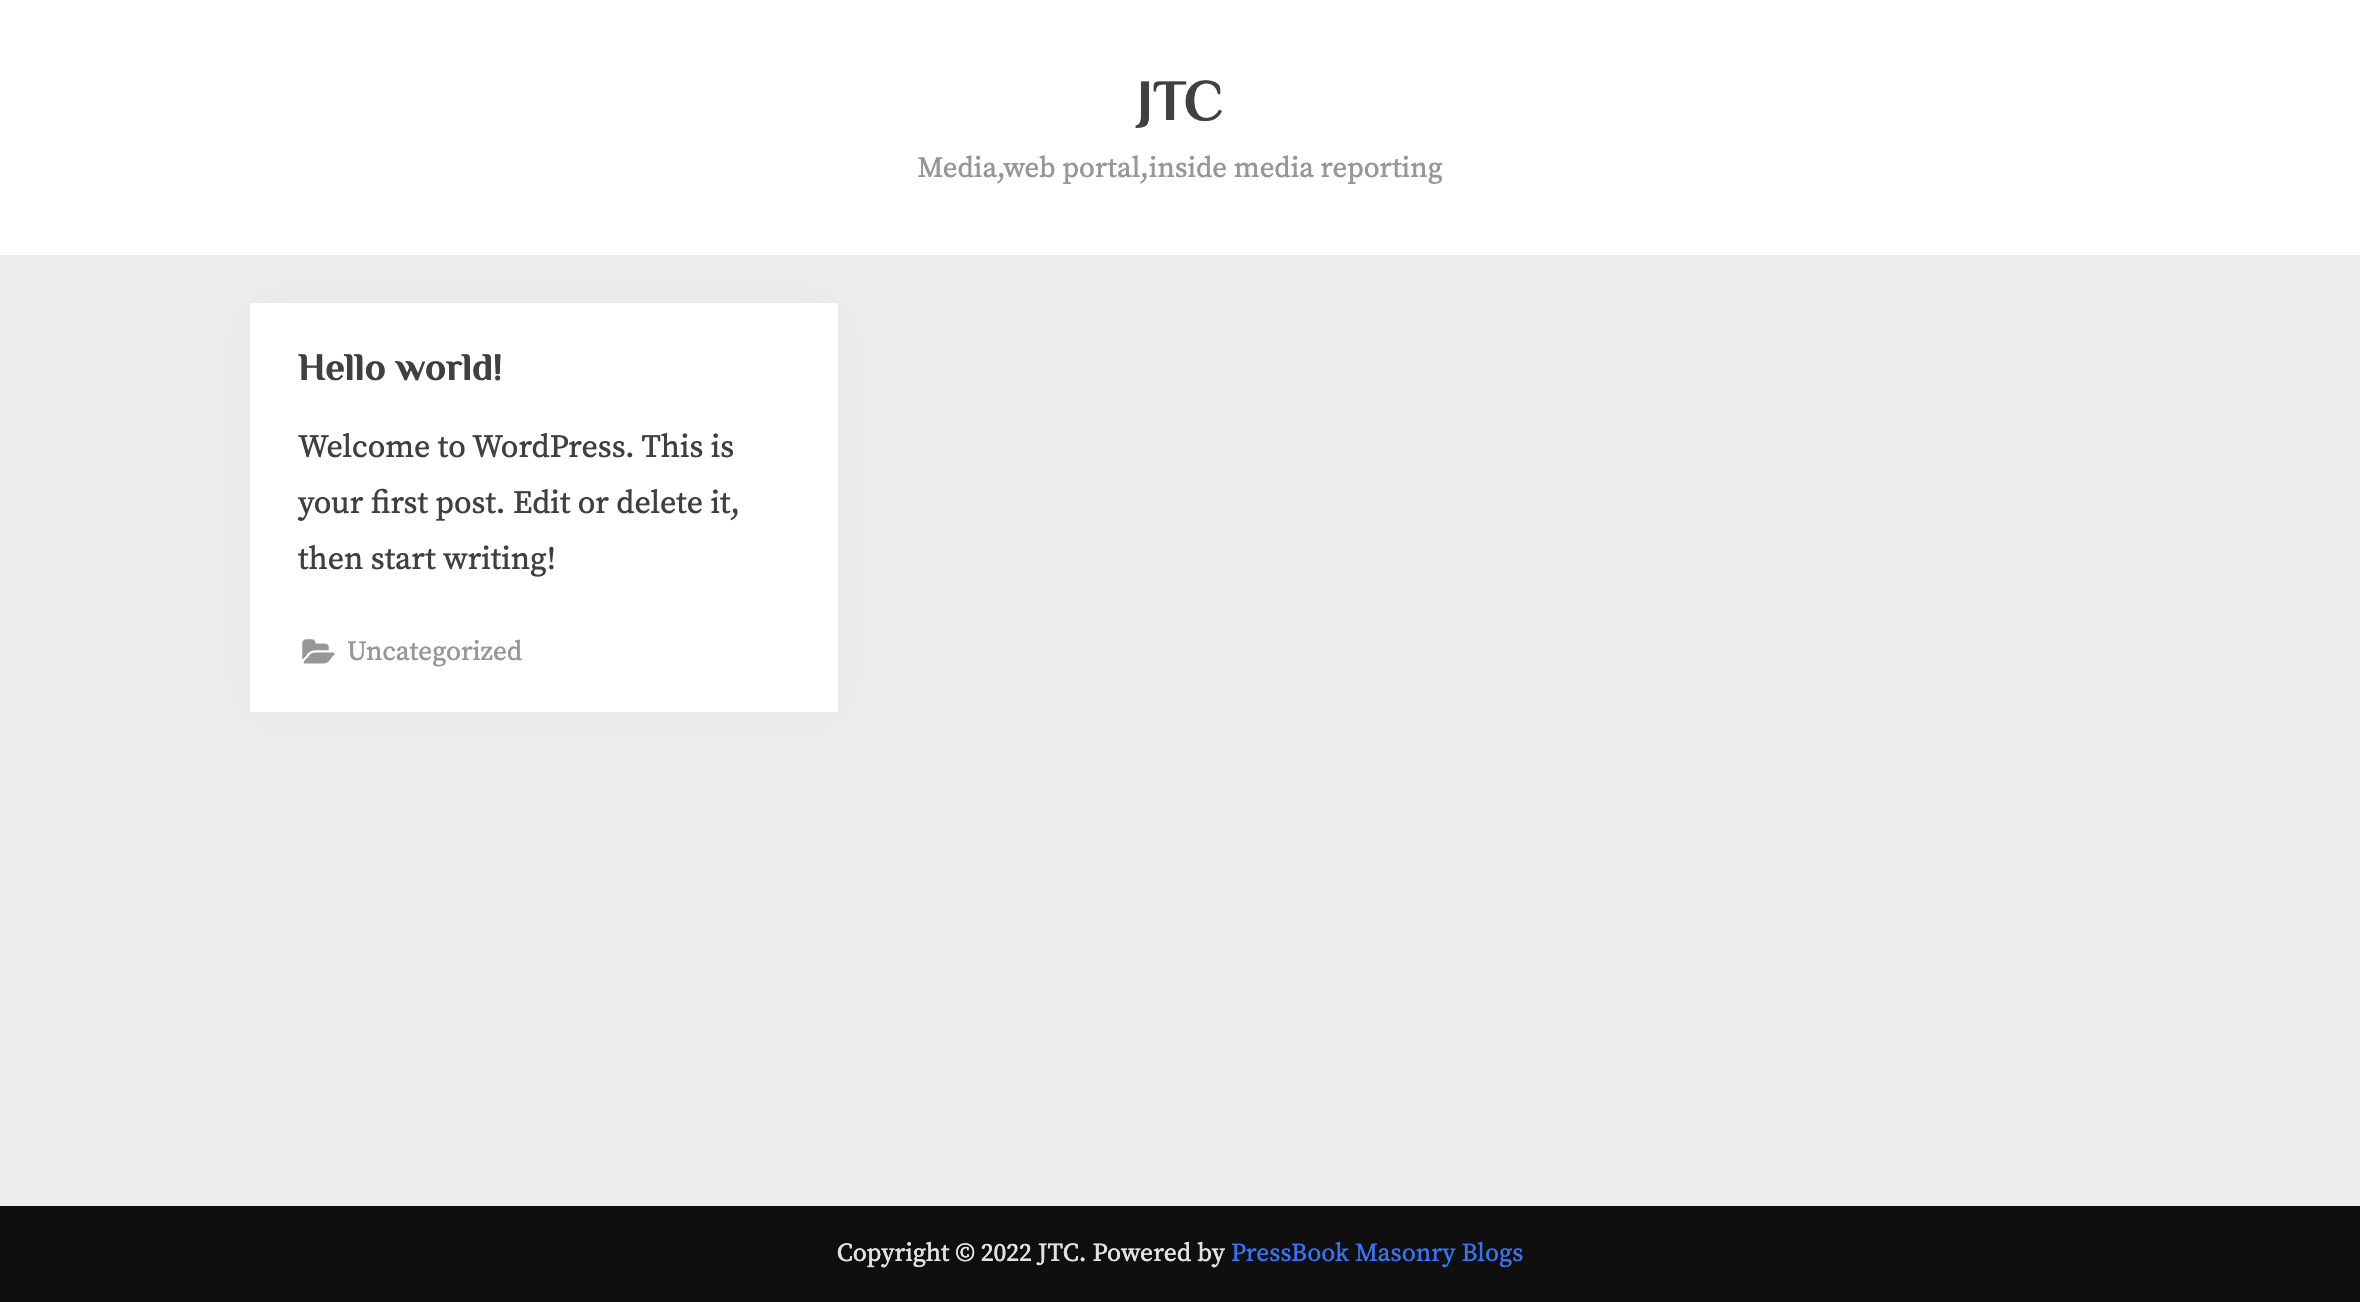 JTC
Media,web portal,inside media reporting
Hello world!
Welcome to WordPress. This is
your first post. Edit or delete it,
then start writing!
Uncategorized
Copyright © 2022 JTC. Powered by PressBook Masonry Blogs